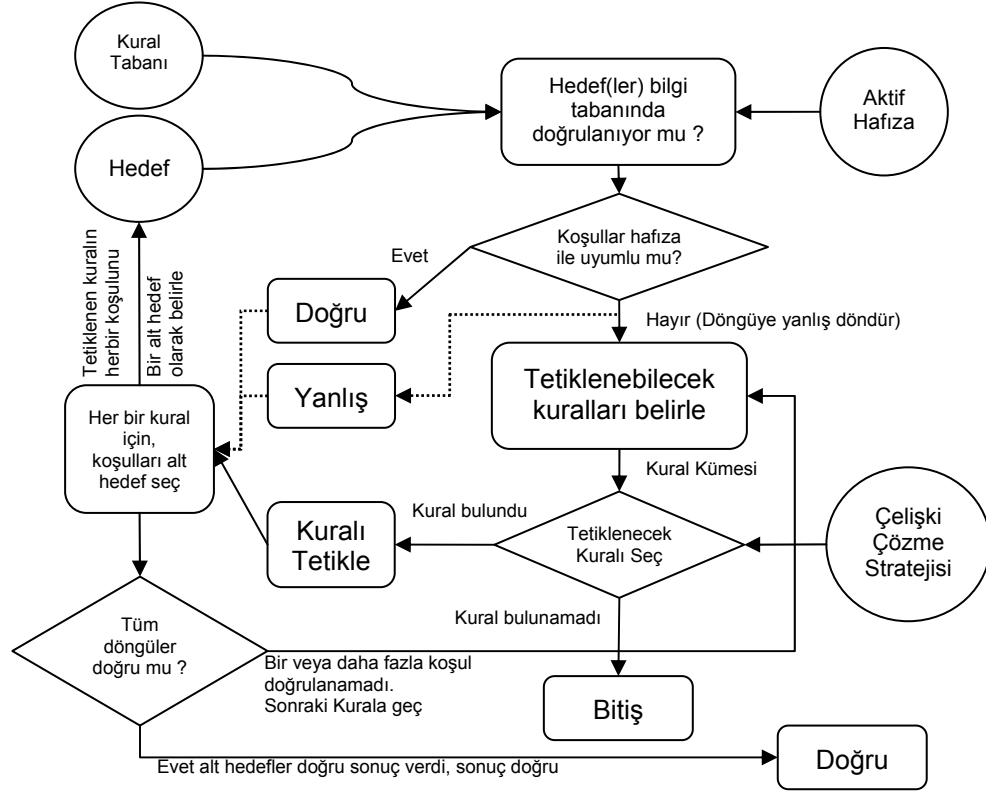 Kural
Tabanı
Hedef(ler) bilgi
tabanında
doğrulanıyor mu ?
Aktif
Hafıza
Hedef
Koşullar hafıza
ile uyumlu mu?
Evet
Tetiklenen kuralın
herbir koşulunu
Bir alt hedef
olarak belirle
Doğru
Hayır (Döngüye yanlış döndür)
Yanlış
Tetiklenebilecek
kuralları belirle
Her bir kural
için,
koşulları alt
hedef seç
Kural Kümesi
Kural bulundu
Kuralı
Tetikle
Tetiklenecek
Kuralı Seç
Çelişki
Çözme
Stratejisi
Kural bulunamadı
Tüm
döngüler
doğru mu ?
Bir veya daha fazla koşul
doğrulanamadı.
Sonraki Kurala geç
Bitiş
Evet alt hedefler doğru sonuç verdi, sonuç doğru
Doğru